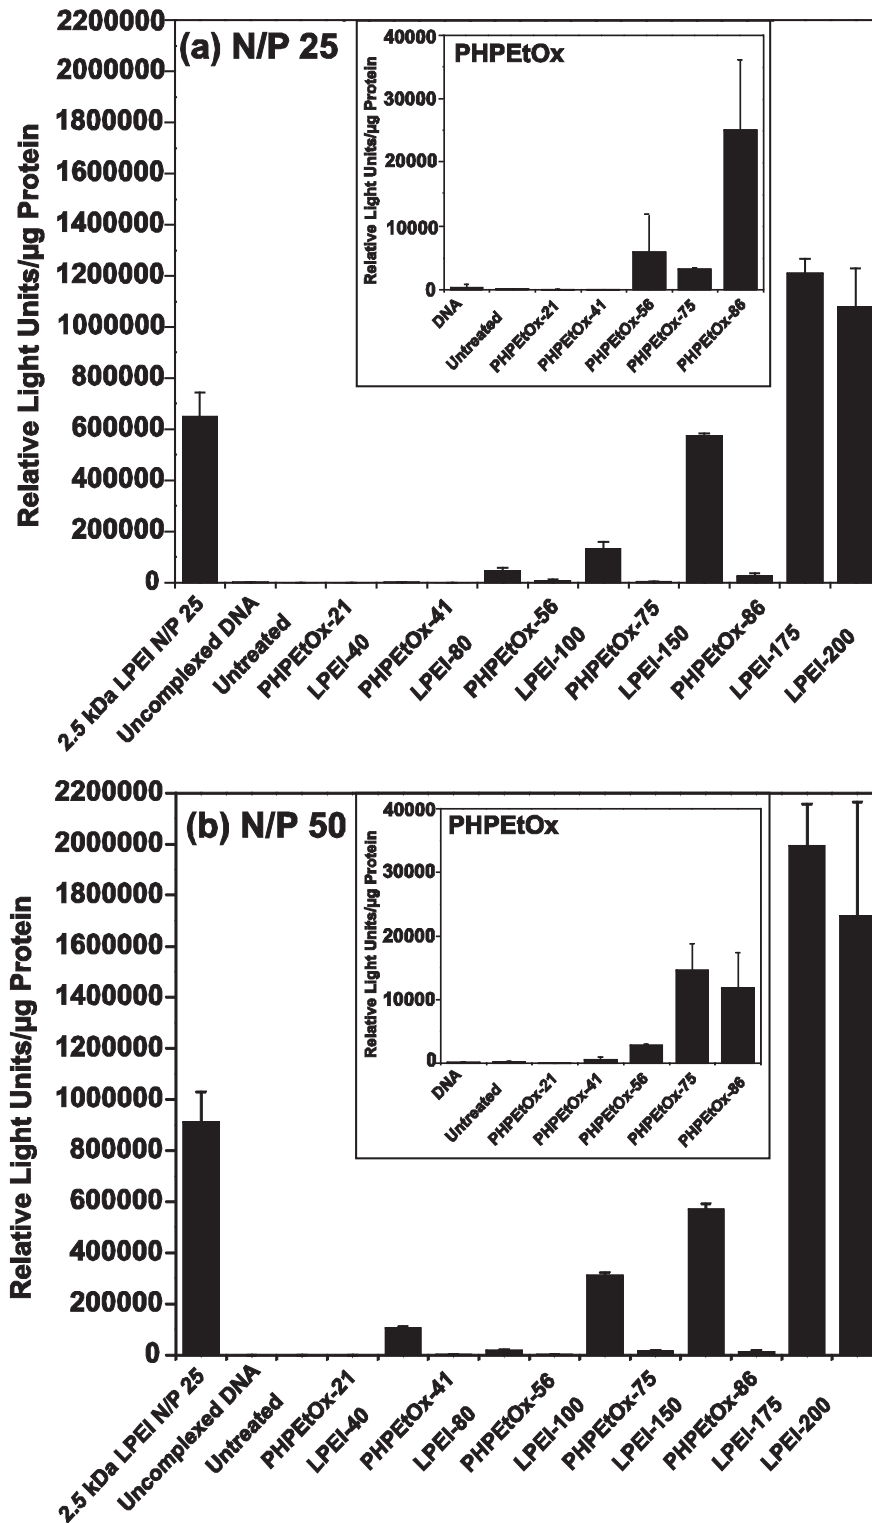 (a) N/P 25
Relative Light Units/µg Protein
2200000
2000000
1800000
1600000
1400000
1200000
1000000
800000
600000
400000
200000
0
PHPEtOx
Relative Light Units/µg Protein
40000
30000
20000
10000
0
DNA
Untreated
PHPEtOx-21
PHPEtOx-41
PHPEtOx-56
PHPEtOx-75
PHPEtOx-86
2.5 kDa LPEI N/P 25
Uncomplexed DNA
Untreated
PHPEtOx-21
LPEI-40
PHPEtOx-41
LPEI-80
PHPEtOx-56
LPEI-100
PHPEtOx-75
LPEI-150
PHPEtOx-86
LPEI-175
LPEI-200
(b) N/P 50
Relative Light Units/µg Protein
2200000
2000000
1800000
1600000
1400000
1200000
1000000
800000
600000
400000
200000
0
PHPEtOx
Relative Light Units/µg Protein
40000
30000
20000
10000
0
DNA
Untreated
PHPEtOx-21
PHPEtOx-41
PHPEtOx-56
PHPEtOx-75
PHPEtOx-86
2.5 kDa LPEI N/P 25
Uncomplexed DNA
Untreated
PHPEtOx-21
LPEI-40
PHPEtOx-41
LPEI-80
PHPEtOx-56
LPEI-100
PHPEtOx-75
LPEI-150
PHPEtOx-86
LPEI-175
LPEI-200